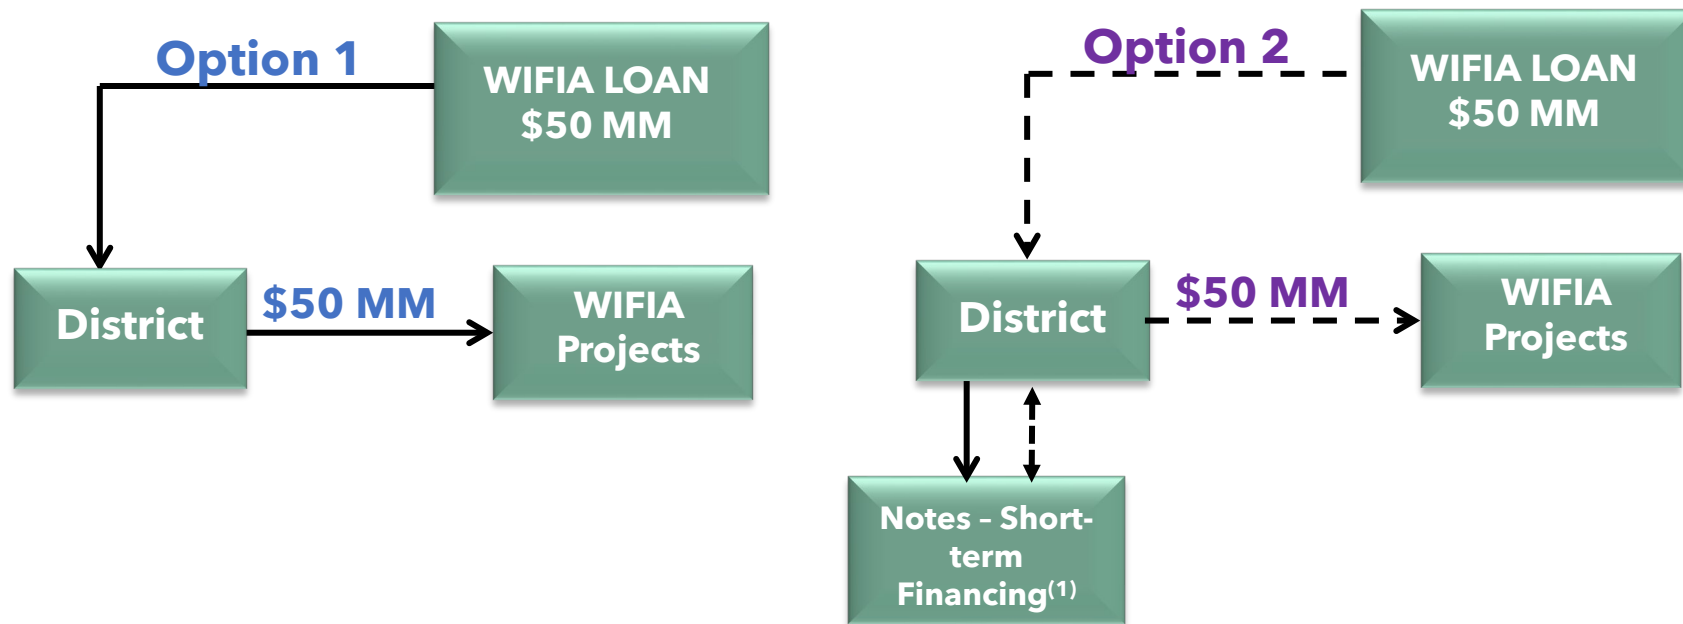 Option 1
WIFIA LOAN
$50 MM
District
$50 MM
WIFIA
Projects
Option 2
WIFIA LOAN
$50 MM
District
$50 MM
WIFIA
Projects
Notes – Short-
term
Financing(1)